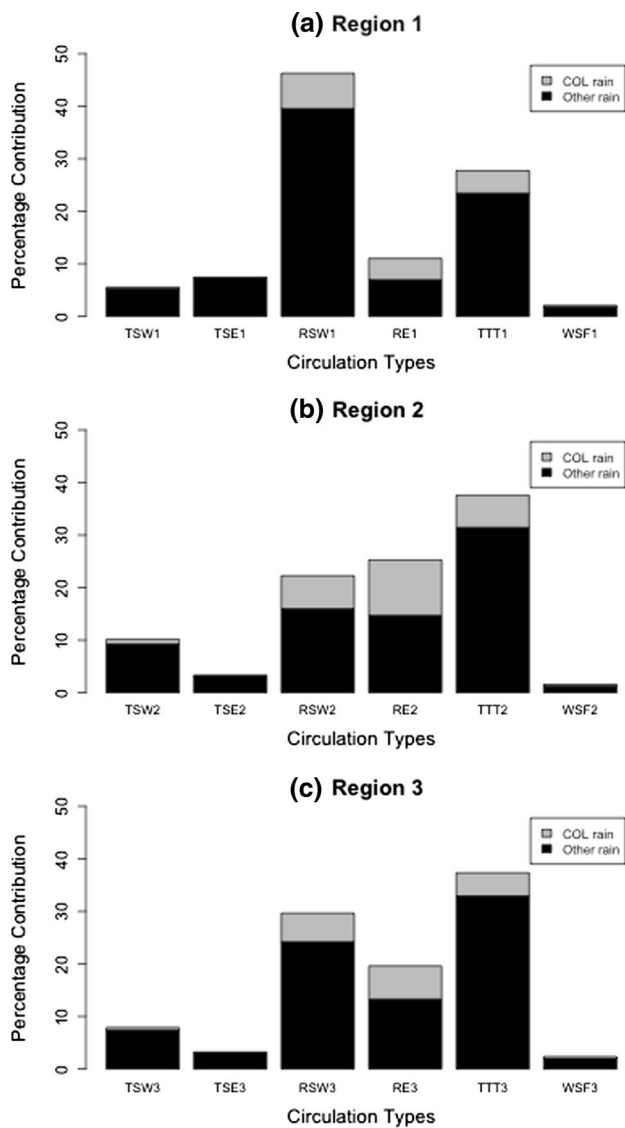 (a) Region 1
Percentage Contribution
50
40
30
20
10
0
COL rain
Other rain
TSW1 TSE1 RSW1 RE1 TTT1 WSF1
Circulation Types
(b) Region 2
Percentage Contribution
50
40
30
20
10
0
COL rain
Other rain
TSW2 TSE2 RSW2 RE2 TTT2 WSF2
Circulation Types
(c) Region 3
Percentage Contribution
50
40
30
20
10
0
COL rain
Other rain
TSW3 TSE3 RSW3 RE3 TTT3 WSF3
Circulation Types